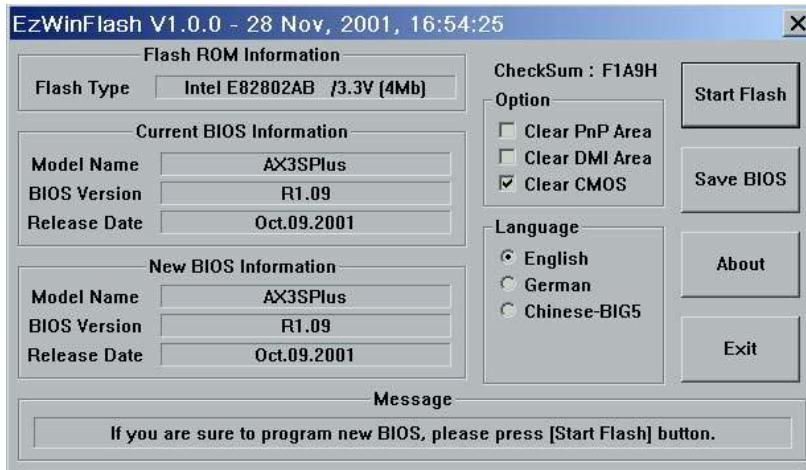 EzWinFlash V1.0.0 - 28 Nov, 2001, 16:54:25
Flash ROM Information
Flash Type Intel E82802AB /3.3V (4Mb)
Current BIOS Information
Model Name AX3SPlus
BIOS Version R1.09
Release Date Oct.09.2001
New BIOS Information
Model Name AX3SPlus
BIOS Version R1.09
Release Date Oct.09.2001
CheckSum : F1A9H
Option
Clear PnP Area
Clear DMI Area
Clear CMOS
Language
English
German
Chinese-BIG5
Start Flash
Save BIOS
About
Exit
Message
If you are sure to program new BIOS, please press [Start Flash] button.